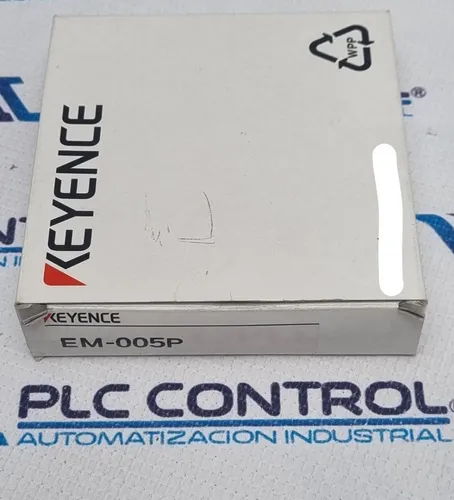 WPP
KEYENCE
KEYENCE
EM-005P
PLC CONTROL®
AUTOMATIZACION INDUSTRIAL